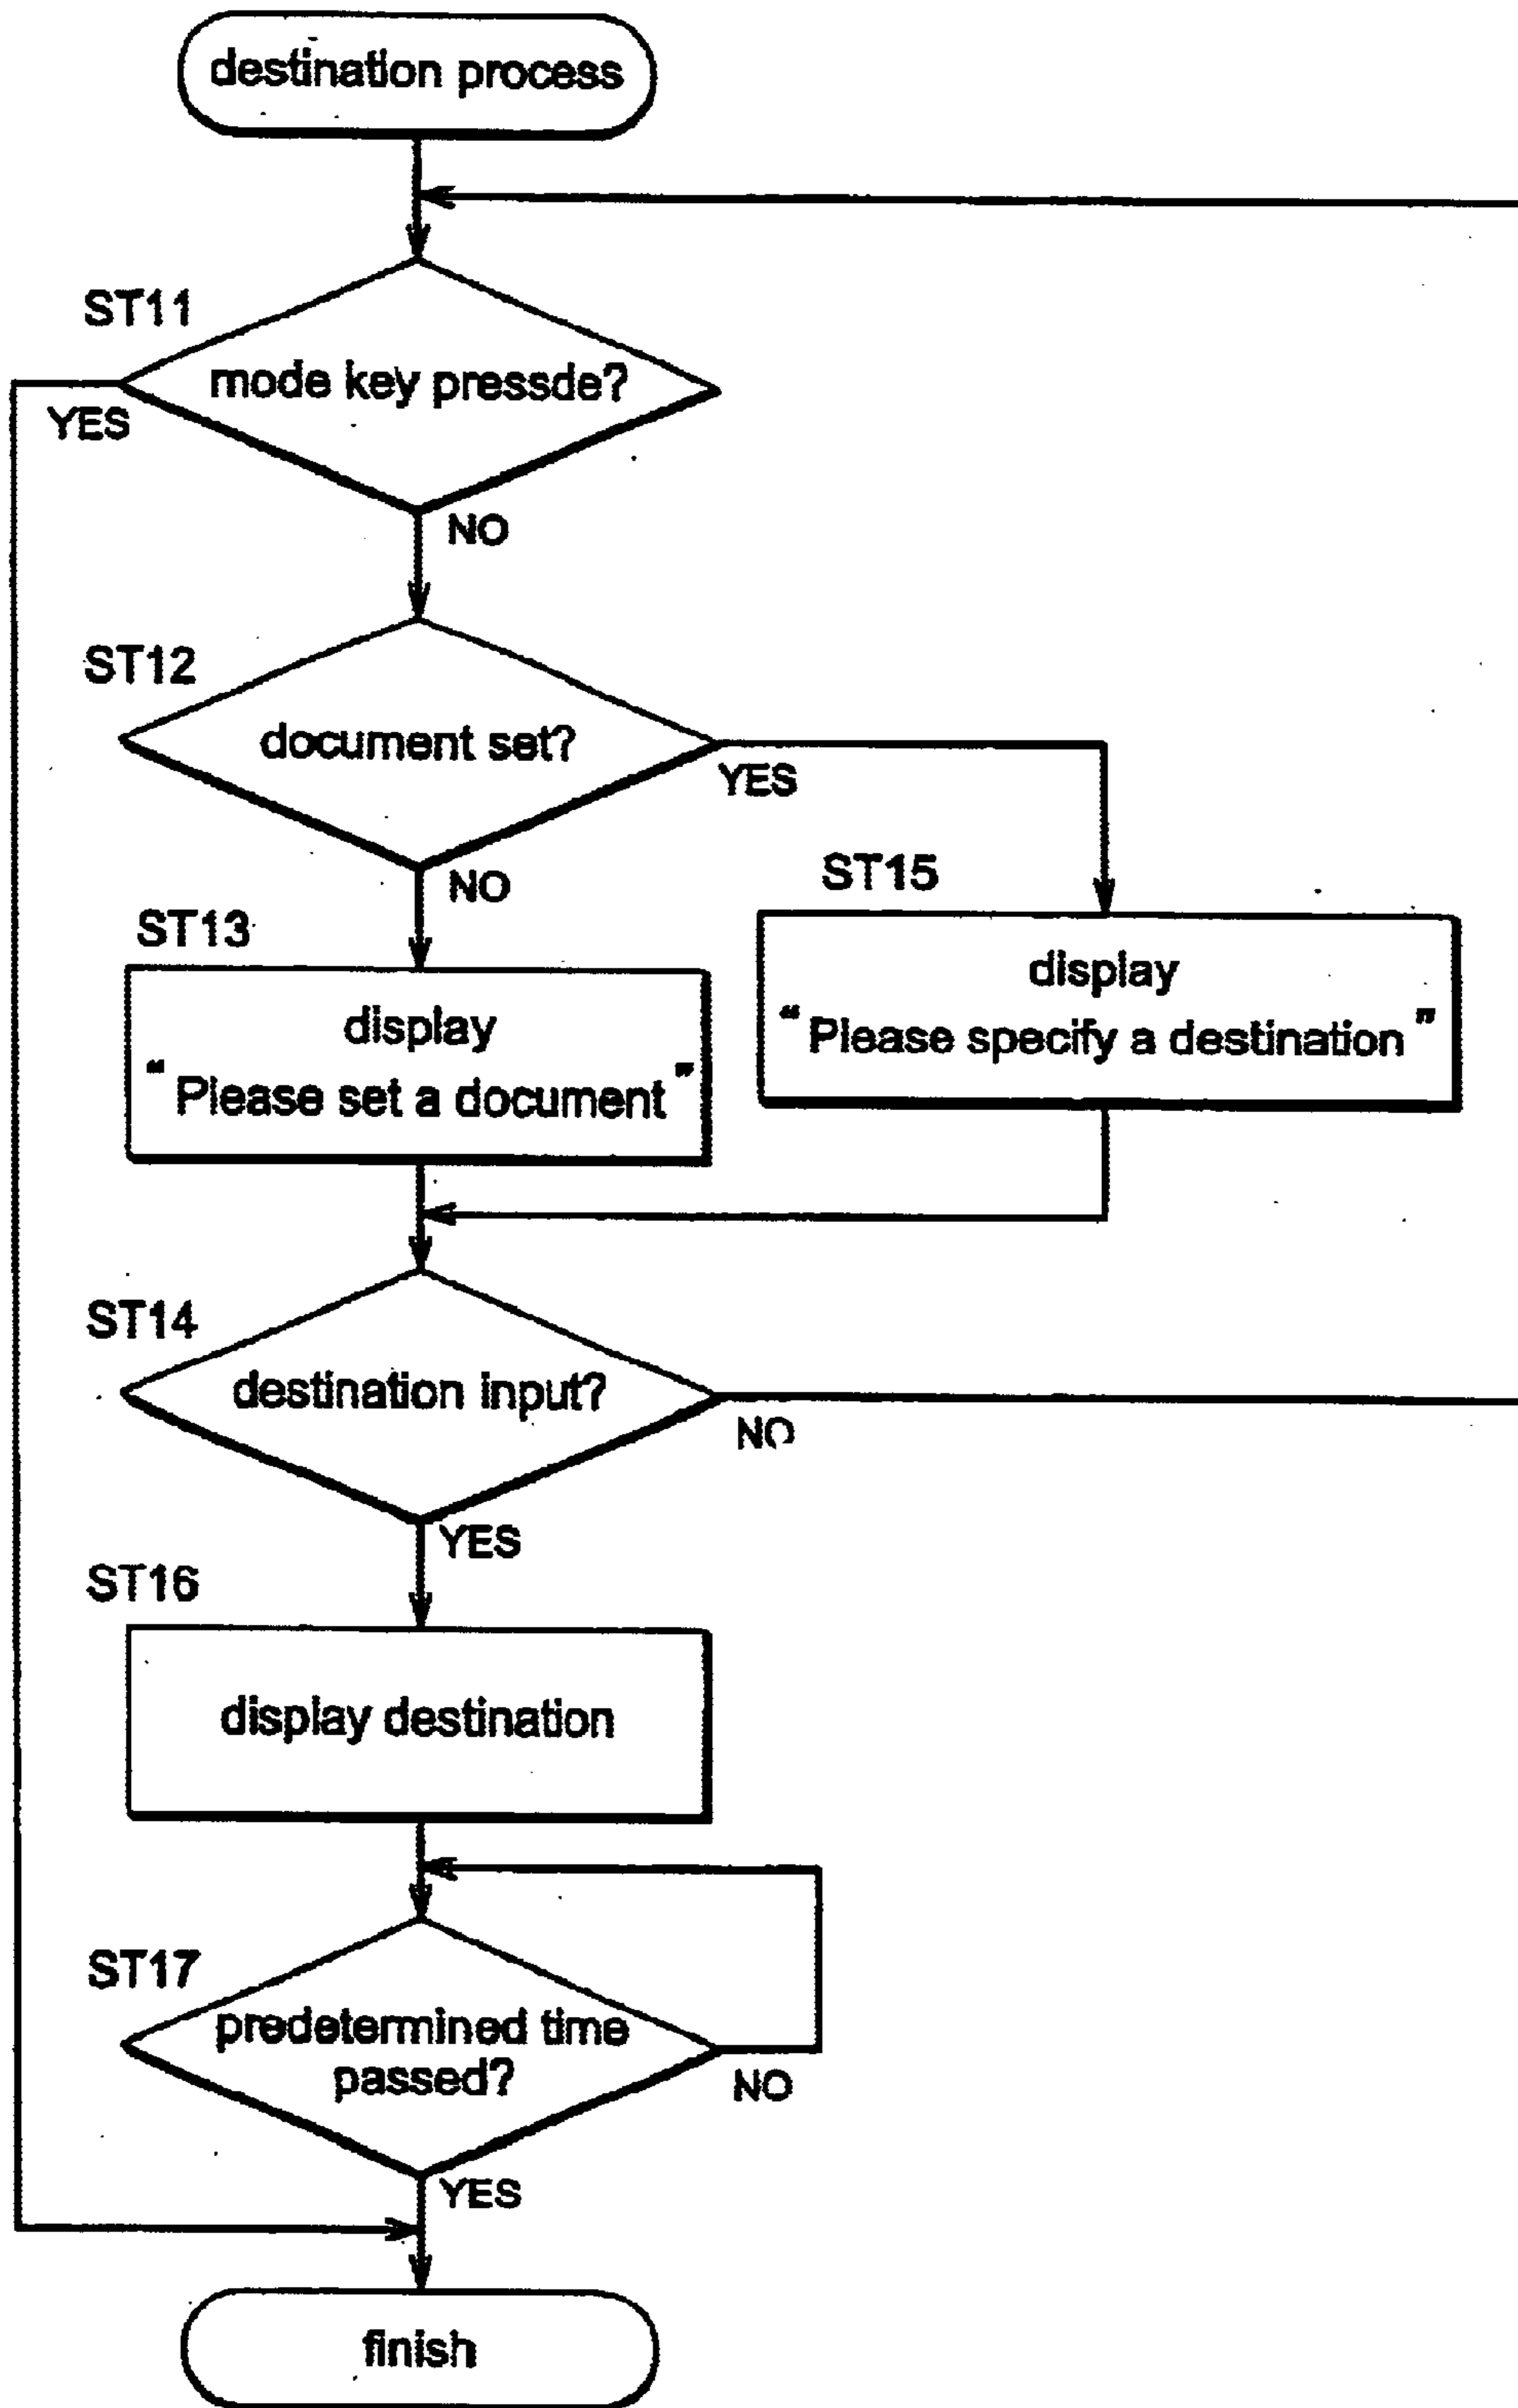 destination process
ST11
mode key pressde?
YES
NO
ST12
document set?
YES
NO
ST15
ST13
display
“Please specify a destination”
display
“Please set a document”
ST14
destination input?
NO
YES
ST16
display destination
ST17
predetermined time
passed?
NO
YES
finish